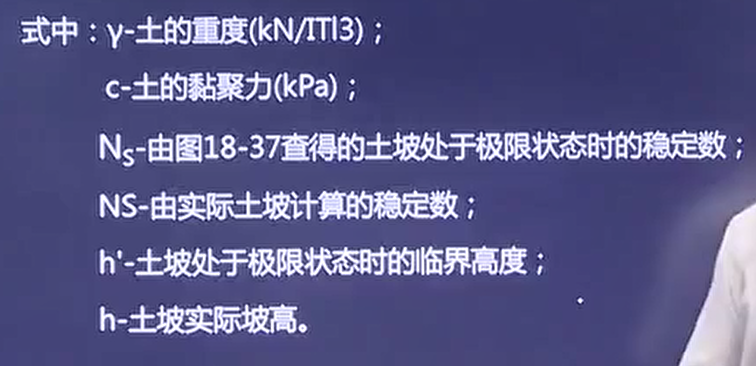 式中：γ-土的重度(kN/ITl3)；
c-土的黏聚力(kPa)；
Ns-由图18-37查得的土坡处于极限状态时的稳定数；
NS-由实际土坡计算的稳定数；
h'-土坡处于极限状态时的临界高度；
h-土坡实际坡高。